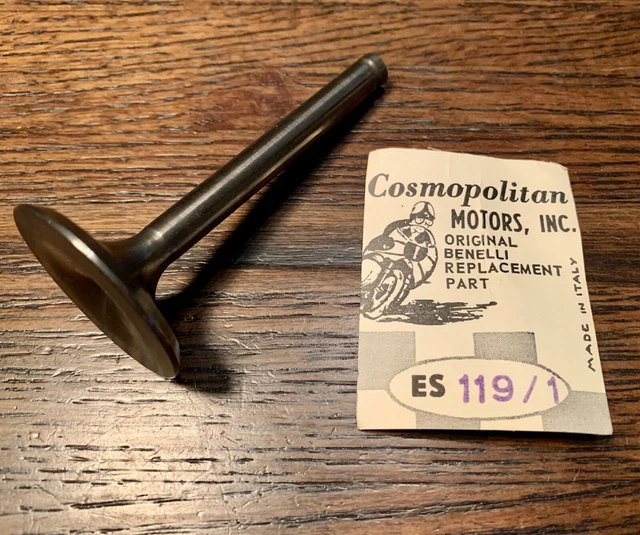 Cosmopolitan
MOTORS, INC.
ORIGINAL
BENELLI
REPLACEMENT
PART
MADE IN ITALY
ES 119/1